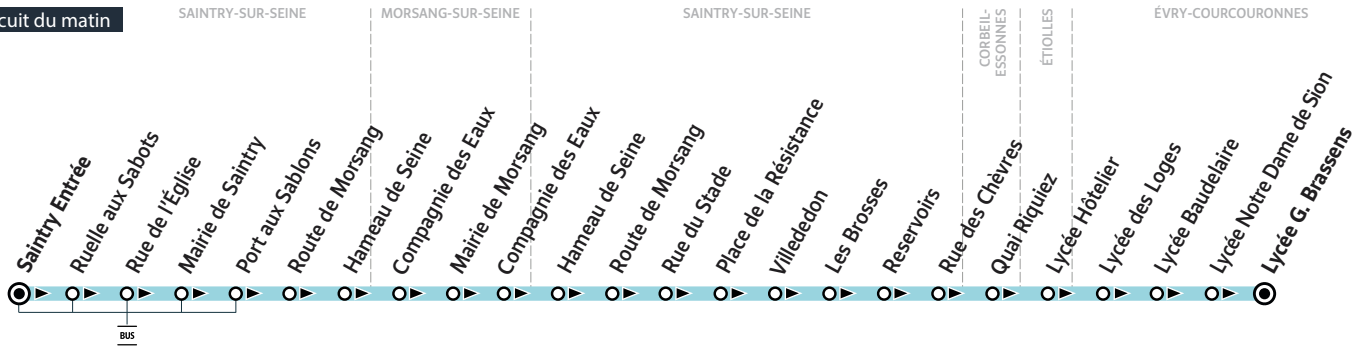 cuit du matin
SAINTRY-SUR-SEINE
MORSANG-SUR-SEINE
SAINTRY-SUR-SEINE
CORBEIL-
ESSONNES
ÉTIOLLES
ÉVRY-COURCOURONNES
Saintry Entrée
Ruelle aux Sabots
Rue de l'Église
Mairie de Saintry
Port aux Sablons
Route de Morsang
Hameau de Seine
Compagnie des Eaux
Mairie de Morsang
Compagnie des Eaux
Hameau de Seine
Route de Morsang
Rue du Stade
Place de la Résistance
Villededon
Les Brosses
Reservoirs
Rue des Chèvres
Quai Riquiez
Lycée Hôtelier
Lycée des Loges
Lycée Baudelaire
Lycée Notre Dame de Sion
Lycée G. Brassens
BUS